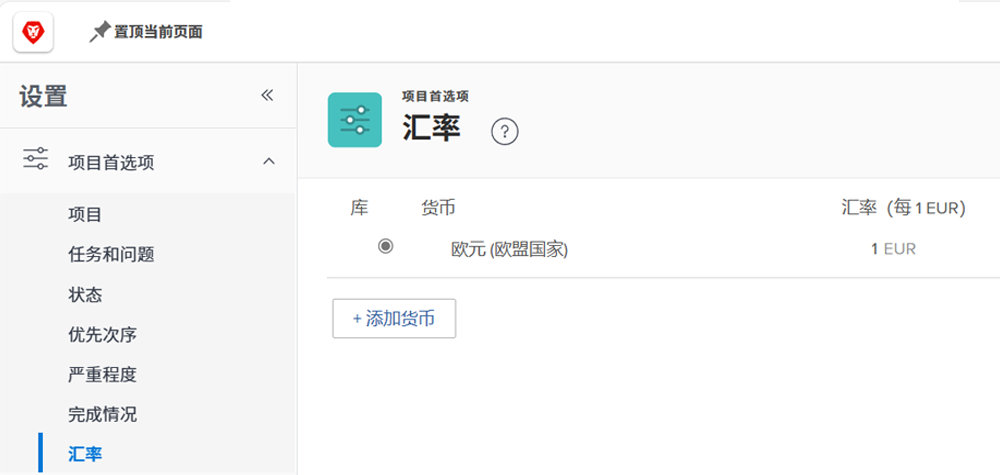 置顶当前页面
设置
项目首选项
项目
任务和问题
状态
优先次序
严重程度
完成情况
汇率
项目首选项
汇率
?
库 货币 汇率（每 1 EUR）
欧元 (欧盟国家) 1 EUR
+ 添加货币